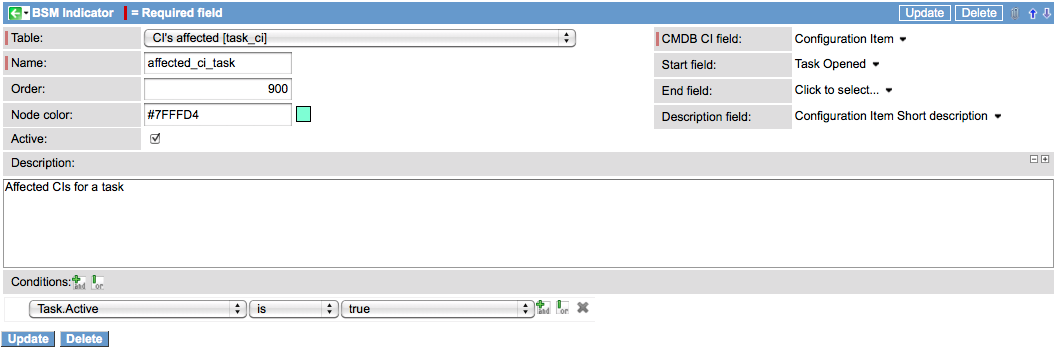 BSM Indicator = Required field Update Delete
Table: CI's affected [task_ci] CMDB CI field: Configuration Item
Name: affected_ci_task Start field: Task Opened
Order: 900 End field: Click to select...
Node color: #7FFFD4 Description field: Configuration Item Short description
Active:
Description:
Affected CIs for a task
Conditions: and or
Task.Active is true and or
Update Delete